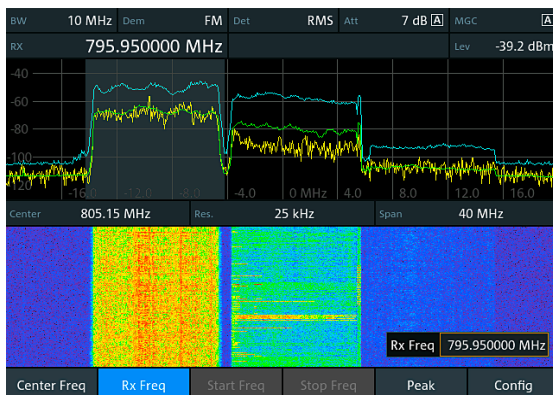 BW 10 MHz Dem FM Det RMS Att 7 dB A MGC A
RX 795.950000 MHz Lev -39.2 dBm
-40
-60
-80
-100
-120
-16.0 -12.0 -8.0 -4.0 0 MHz 4.0 8.0 12.0 16.0
Center 805.15 MHz Res. 25 kHz Span 40 MHz
Rx Freq 795.950000 MHz
Center Freq Rx Freq Start Freq Stop Freq Peak Config